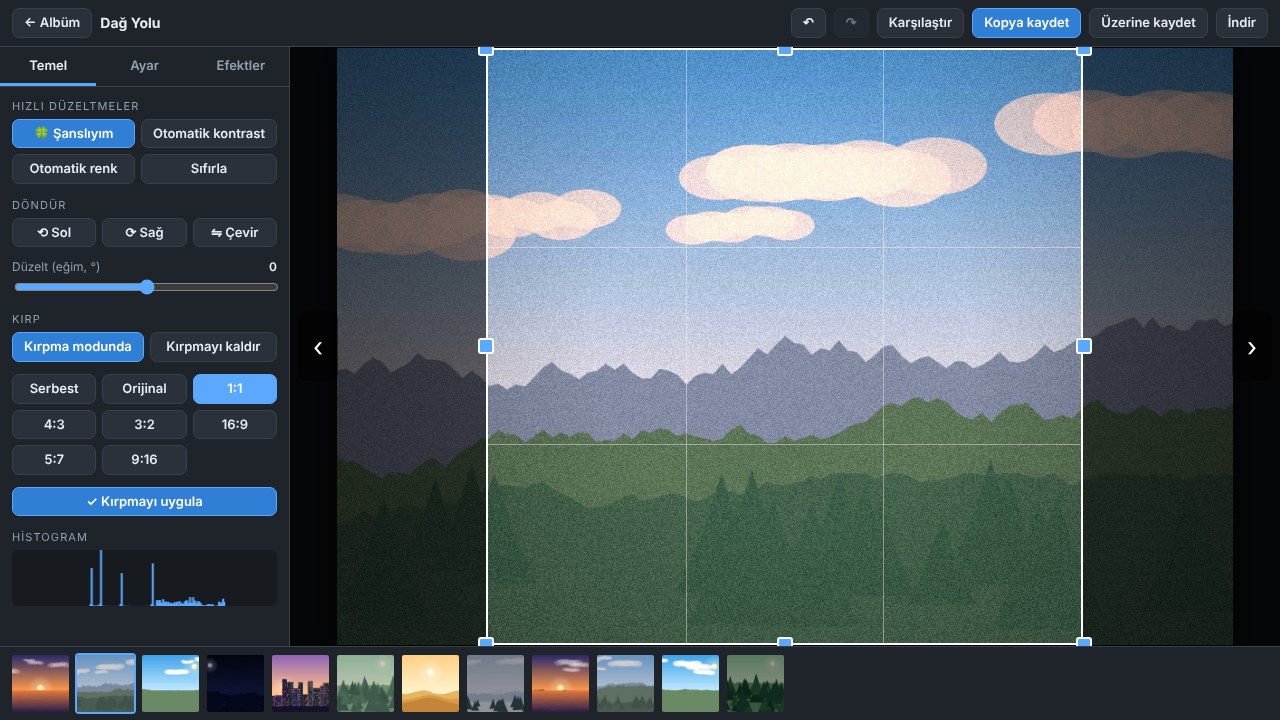 ← Albüm Dağ Yolu
↶ ↷ Karşılaştır Kopya kaydet Üzerine kaydet İndir
Temel Ayar Efektler
HIZLI DÜZELTMELER
🍀 Şanslıyım Otomatik kontrast
Otomatik renk Sıfırla
DÖNDÜR
⟲ Sol ⟳ Sağ ⇋ Çevir
Düzelt (eğim, °) 0
KIRP
Kırpma modunda Kırpmayı kaldır
Serbest Orijinal 1:1
4:3 3:2 16:9
5:7 9:16
✓ Kırpmayı uygula
HİSTOGRAM
‹ ›